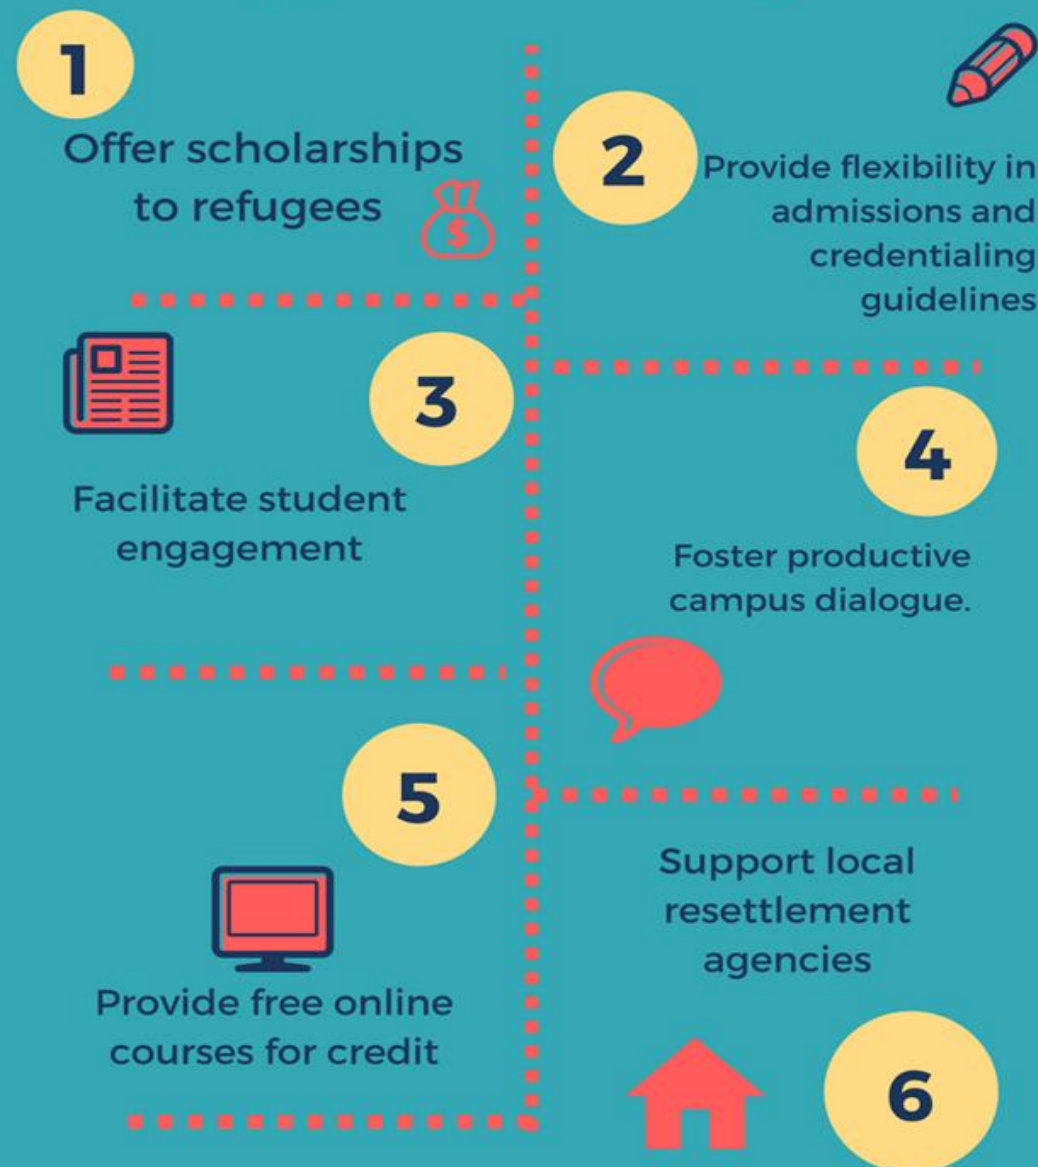 1
Offer scholarships
to refugees
$
2
Provide flexibility in
admissions and
credentialing
guidelines
3
Facilitate student
engagement
4
Foster productive
campus dialogue.
5
Provide free online
courses for credit
Support local
resettlement
agencies
6